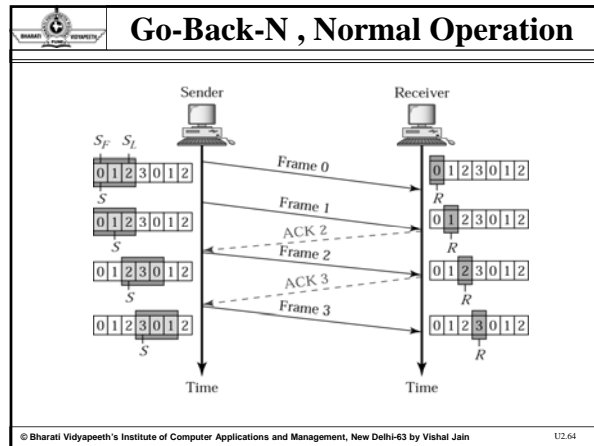 BHARATI VIDYAPEETH
Go-Back-N , Normal Operation
Sender Receiver
S_F S_L
0 1 2 3 0 1 2
S
Frame 0
0 1 2 3 0 1 2
R
0 1 2 3 0 1 2
S
Frame 1
ACK 2
0 1 2 3 0 1 2
R
0 1 2 3 0 1 2
S
Frame 2
ACK 3
0 1 2 3 0 1 2
R
0 1 2 3 0 1 2
S
Frame 3
0 1 2 3 0 1 2
R
Time Time
© Bharati Vidyapeeth's Institute of Computer Applications and Management, New Delhi-63 by Vishal Jain U2.64